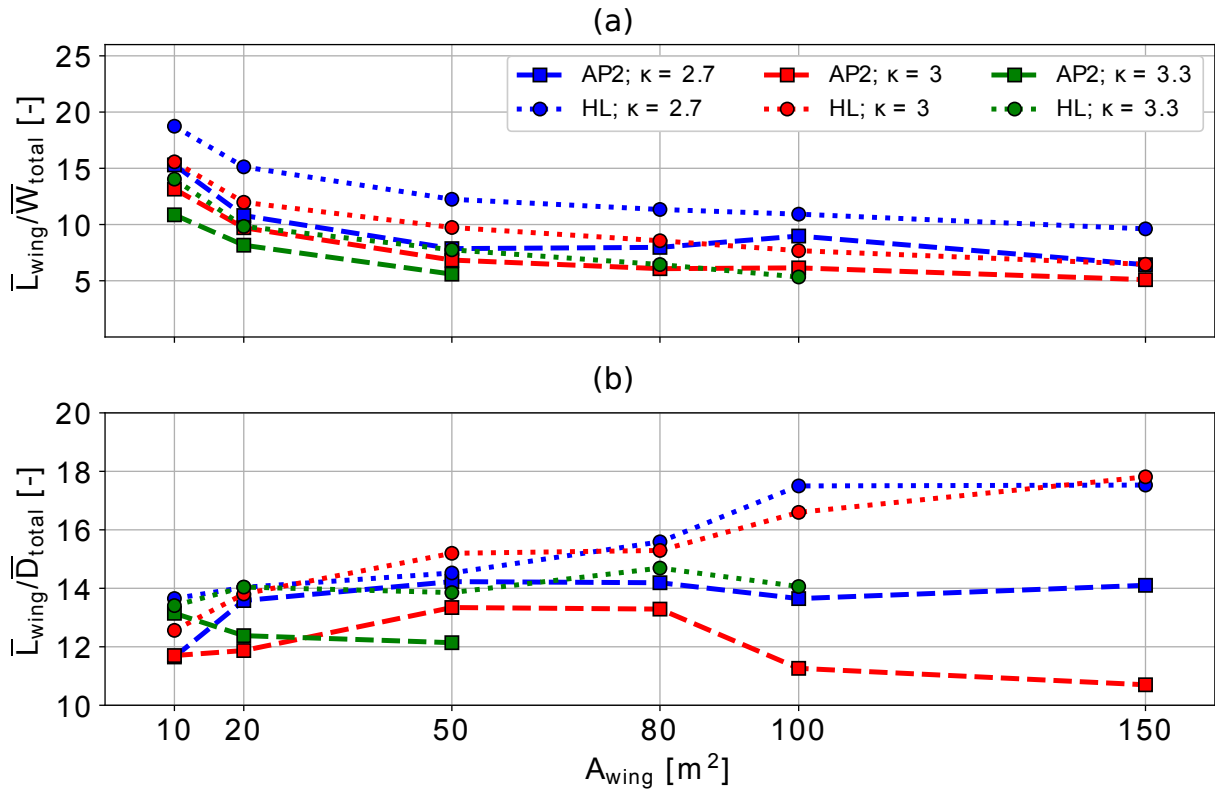 (a)
L̅wing/W̅total [-]
25
20
15
10
5
AP2; κ = 2.7
AP2; κ = 3
AP2; κ = 3.3
HL; κ = 2.7
HL; κ = 3
HL; κ = 3.3
(b)
L̅wing/D̅total [-]
20
18
16
14
12
10
10 20 50 80 100 150
Awing [m²]